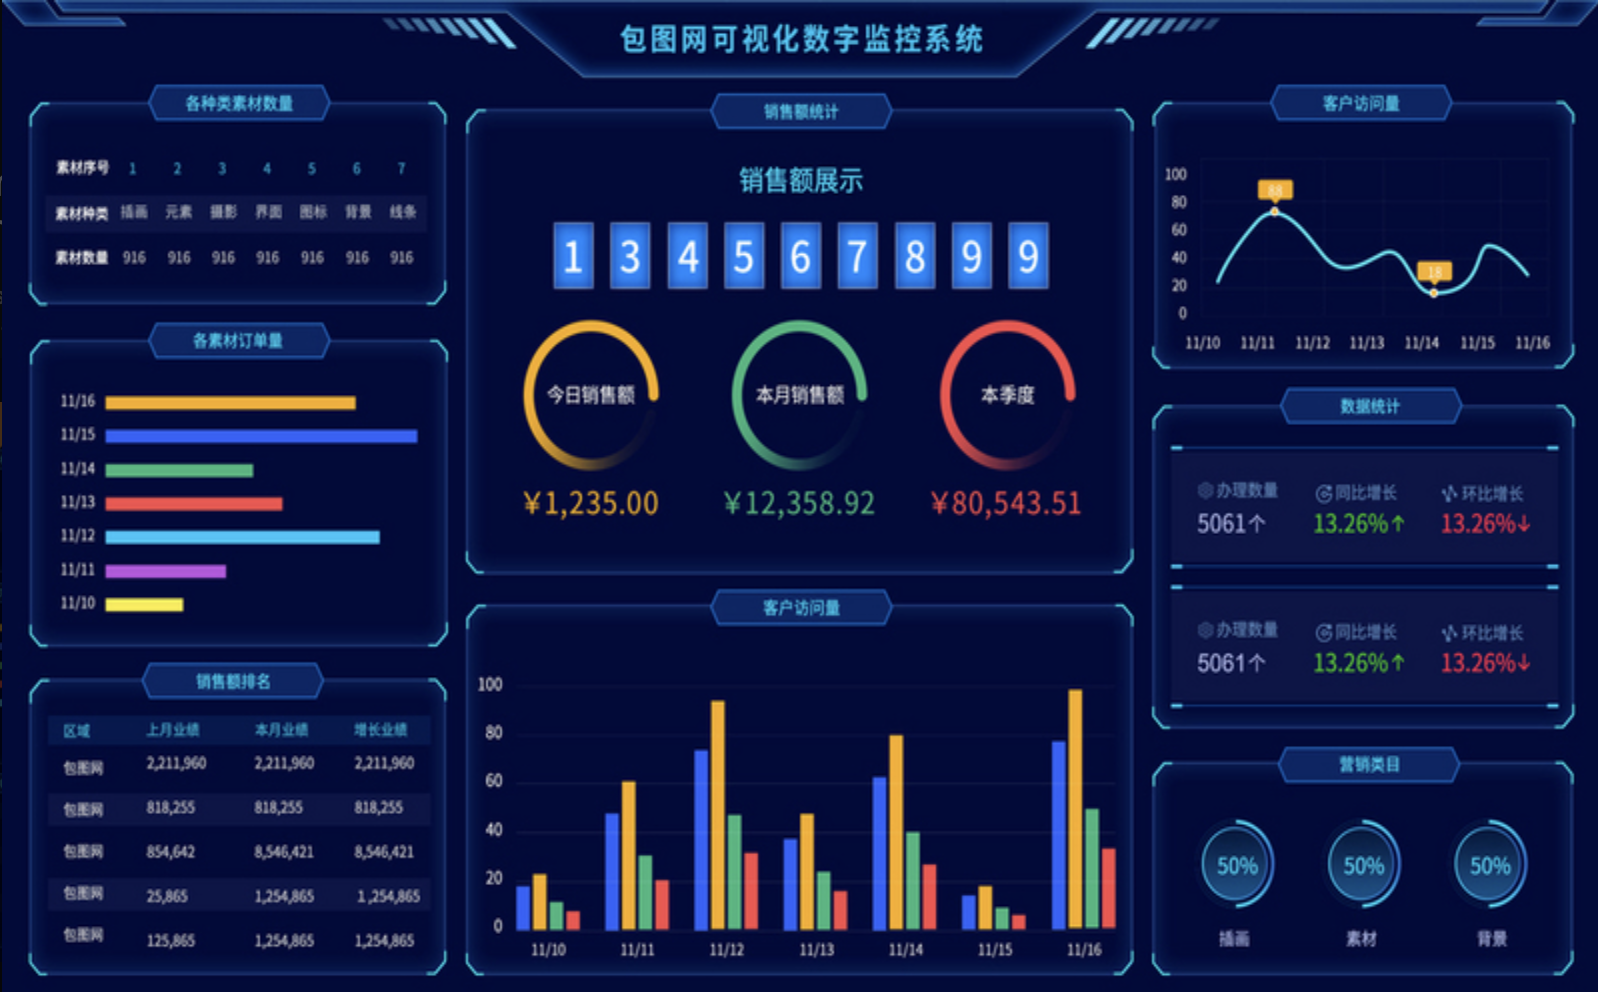 包图网可视化数字监控系统
各种类素材数量
素材序号 1 2 3 4 5 6 7
素材种类 插画 元素 摄影 界面 图标 背景 线条
素材数量 916 916 916 916 916 916 916
各素材订单量
11/16
11/15
11/14
11/13
11/12
11/11
11/10
销售额排名
区域 上月业绩 本月业绩 增长业绩
包图网 2,211,960 2,211,960 2,211,960
包图网 818,255 818,255 818,255
包图网 854,642 8,546,421 8,546,421
包图网 25,865 1,254,865 1,254,865
包图网 125,865 1,254,865 1,254,865
销售额统计
销售额展示
1 3 4 5 6 7 8 9 9
今日销售额 本月销售额 本季度
¥1,235.00 ¥12,358.92 ¥80,543.51
客户访问量
100
80
60
40
20
0
11/10 11/11 11/12 11/13 11/14 11/15 11/16
客户访问量
100
88
80
60
40
18
20
0
11/10 11/11 11/12 11/13 11/14 11/15 11/16
数据统计
办理数量 同比增长 环比增长
5061个 13.26%↑ 13.26%↓
办理数量 同比增长 环比增长
5061个 13.26%↑ 13.26%↓
营销类目
50% 50% 50%
插画 素材 背景